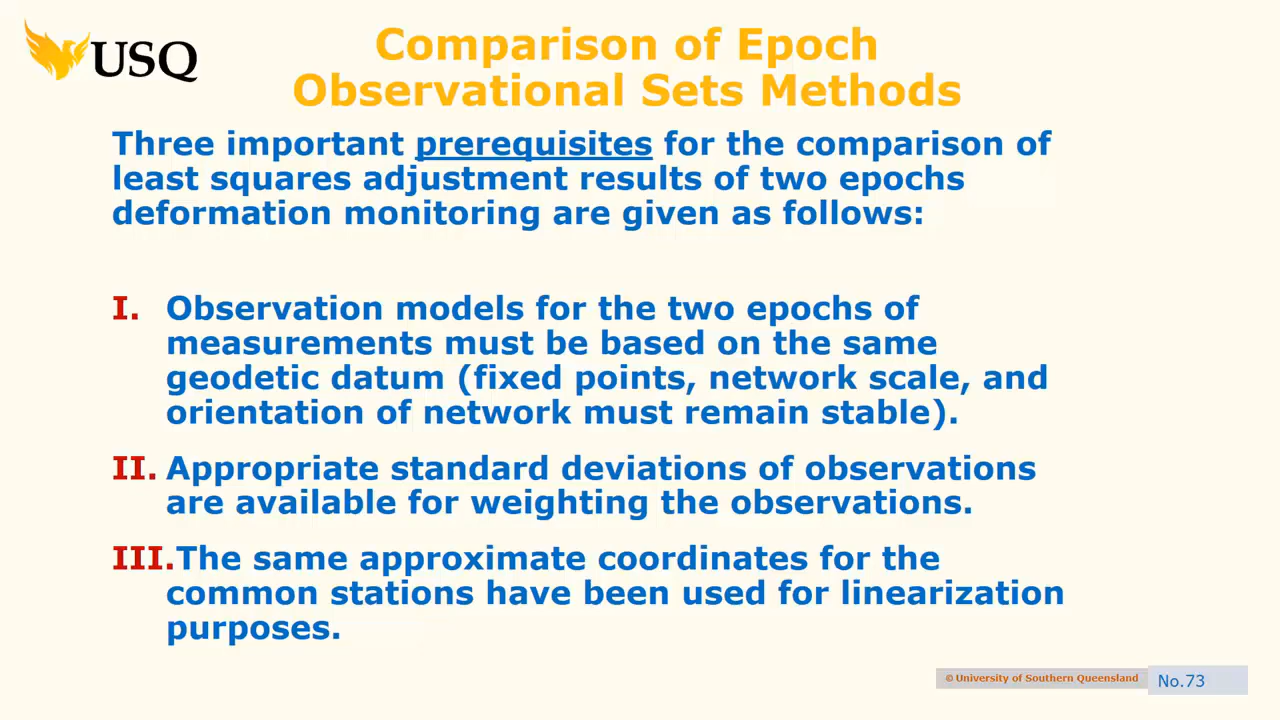 USQ
Comparison of Epoch
Observational Sets Methods
Three important prerequisites for the comparison of
least squares adjustment results of two epochs
deformation monitoring are given as follows:
I. Observation models for the two epochs of
measurements must be based on the same
geodetic datum (fixed points, network scale, and
orientation of network must remain stable).
II. Appropriate standard deviations of observations
are available for weighting the observations.
III.The same approximate coordinates for the
common stations have been used for linearization
purposes.
© University of Southern Queensland
No.73